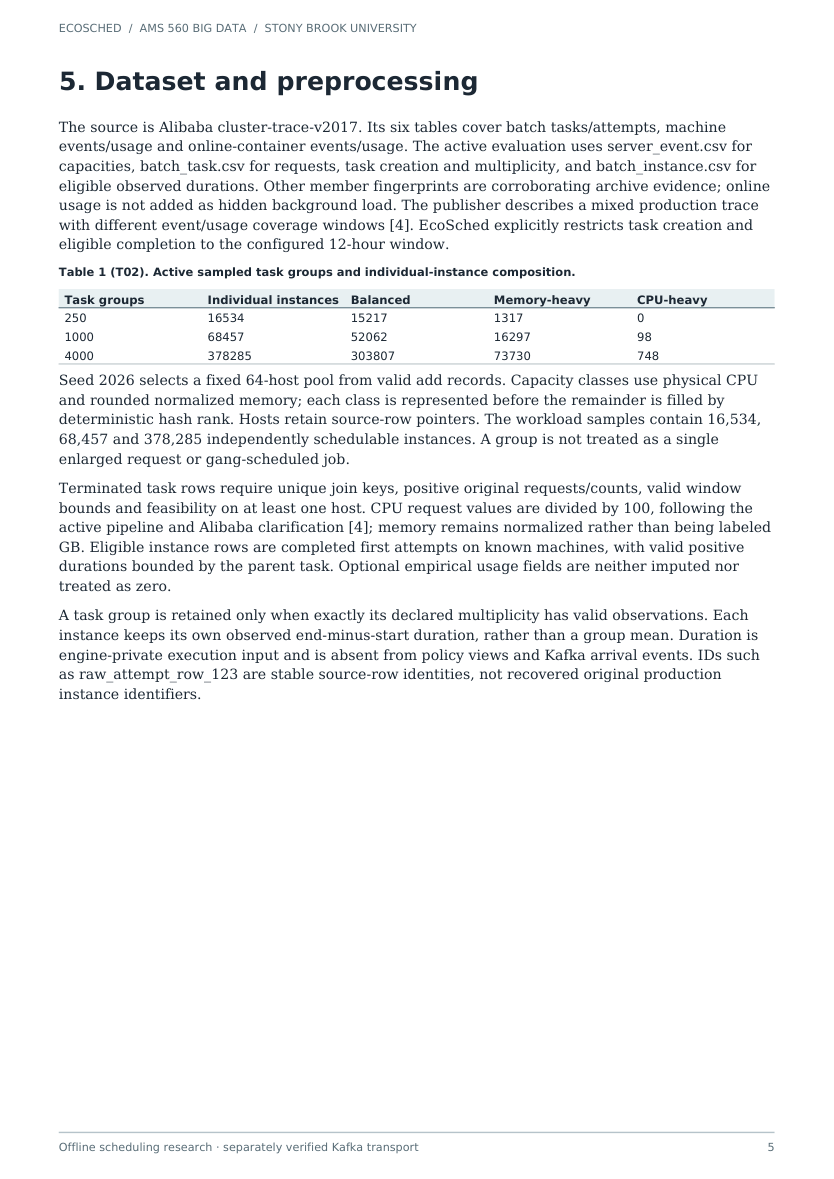 ECOSCHED / AMS 560 BIG DATA / STONY BROOK UNIVERSITY
5. Dataset and preprocessing
The source is Alibaba cluster-trace-v2017. Its six tables cover batch tasks/attempts, machine
events/usage and online-container events/usage. The active evaluation uses server_event.csv for
capacities, batch_task.csv for requests, task creation and multiplicity, and batch_instance.csv for
eligible observed durations. Other member fingerprints are corroborating archive evidence; online
usage is not added as hidden background load. The publisher describes a mixed production trace
with different event/usage coverage windows [4]. EcoSched explicitly restricts task creation and
eligible completion to the configured 12-hour window.
Table 1 (T02). Active sampled task groups and individual-instance composition.
Task groups Individual instances Balanced Memory-heavy CPU-heavy
250 16534 15217 1317 0
1000 68457 52062 16297 98
4000 378285 303807 73730 748
Seed 2026 selects a fixed 64-host pool from valid add records. Capacity classes use physical CPU
and rounded normalized memory; each class is represented before the remainder is filled by
deterministic hash rank. Hosts retain source-row pointers. The workload samples contain 16,534,
68,457 and 378,285 independently schedulable instances. A group is not treated as a single
enlarged request or gang-scheduled job.
Terminated task rows require unique join keys, positive original requests/counts, valid window
bounds and feasibility on at least one host. CPU request values are divided by 100, following the
active pipeline and Alibaba clarification [4]; memory remains normalized rather than being labeled
GB. Eligible instance rows are completed first attempts on known machines, with valid positive
durations bounded by the parent task. Optional empirical usage fields are neither imputed nor
treated as zero.
A task group is retained only when exactly its declared multiplicity has valid observations. Each
instance keeps its own observed end-minus-start duration, rather than a group mean. Duration is
engine-private execution input and is absent from policy views and Kafka arrival events. IDs such
as raw_attempt_row_123 are stable source-row identities, not recovered original production
instance identifiers.
Offline scheduling research · separately verified Kafka transport 5